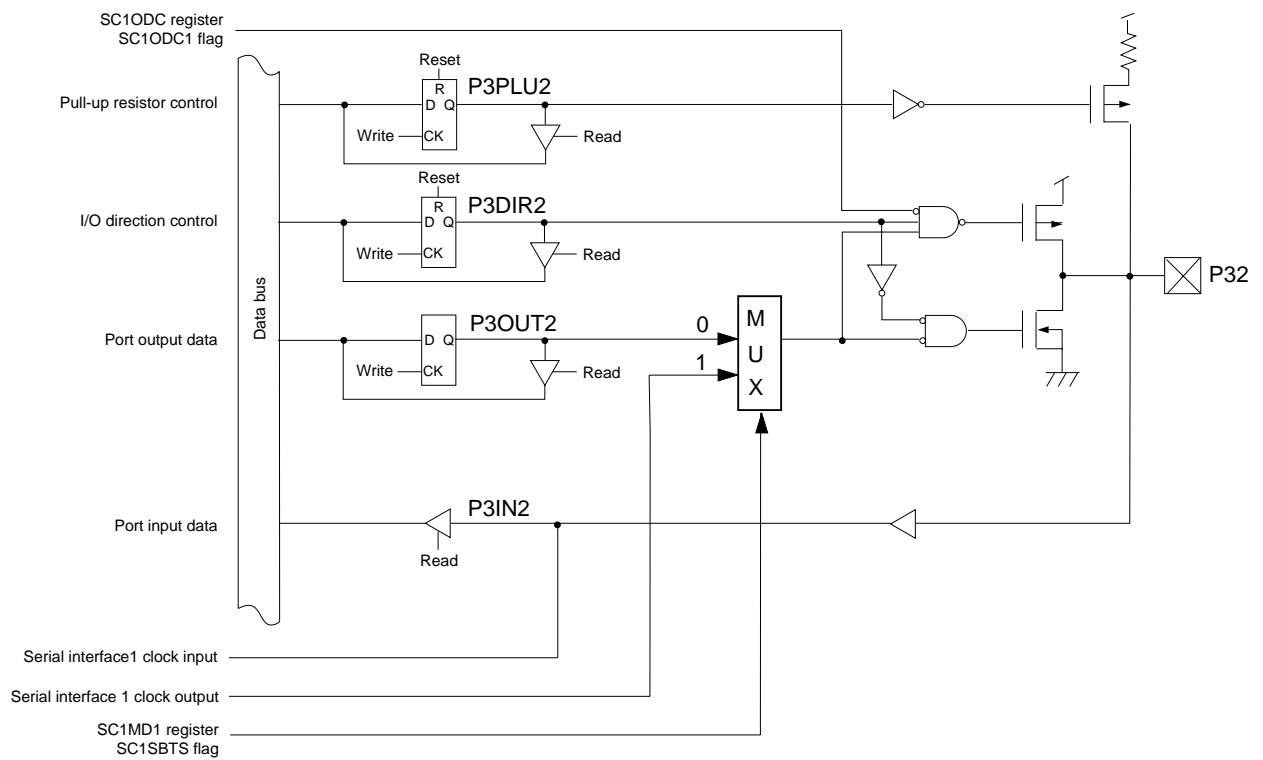 SC1ODC register
SC1ODC1 flag
Reset
Pull-up resistor control
R
P3PLU2
D Q
Write
CK
Read
Reset
I/O direction control
R
P3DIR2
D Q
Write
CK
Read
P32
Data bus
Port output data
P3OUT2
D Q
Write
CK
Read
0
1
M
U
X
Port input data
P3IN2
Read
Serial interface1 clock input
Serial interface 1 clock output
SC1MD1 register
SC1SBTS flag